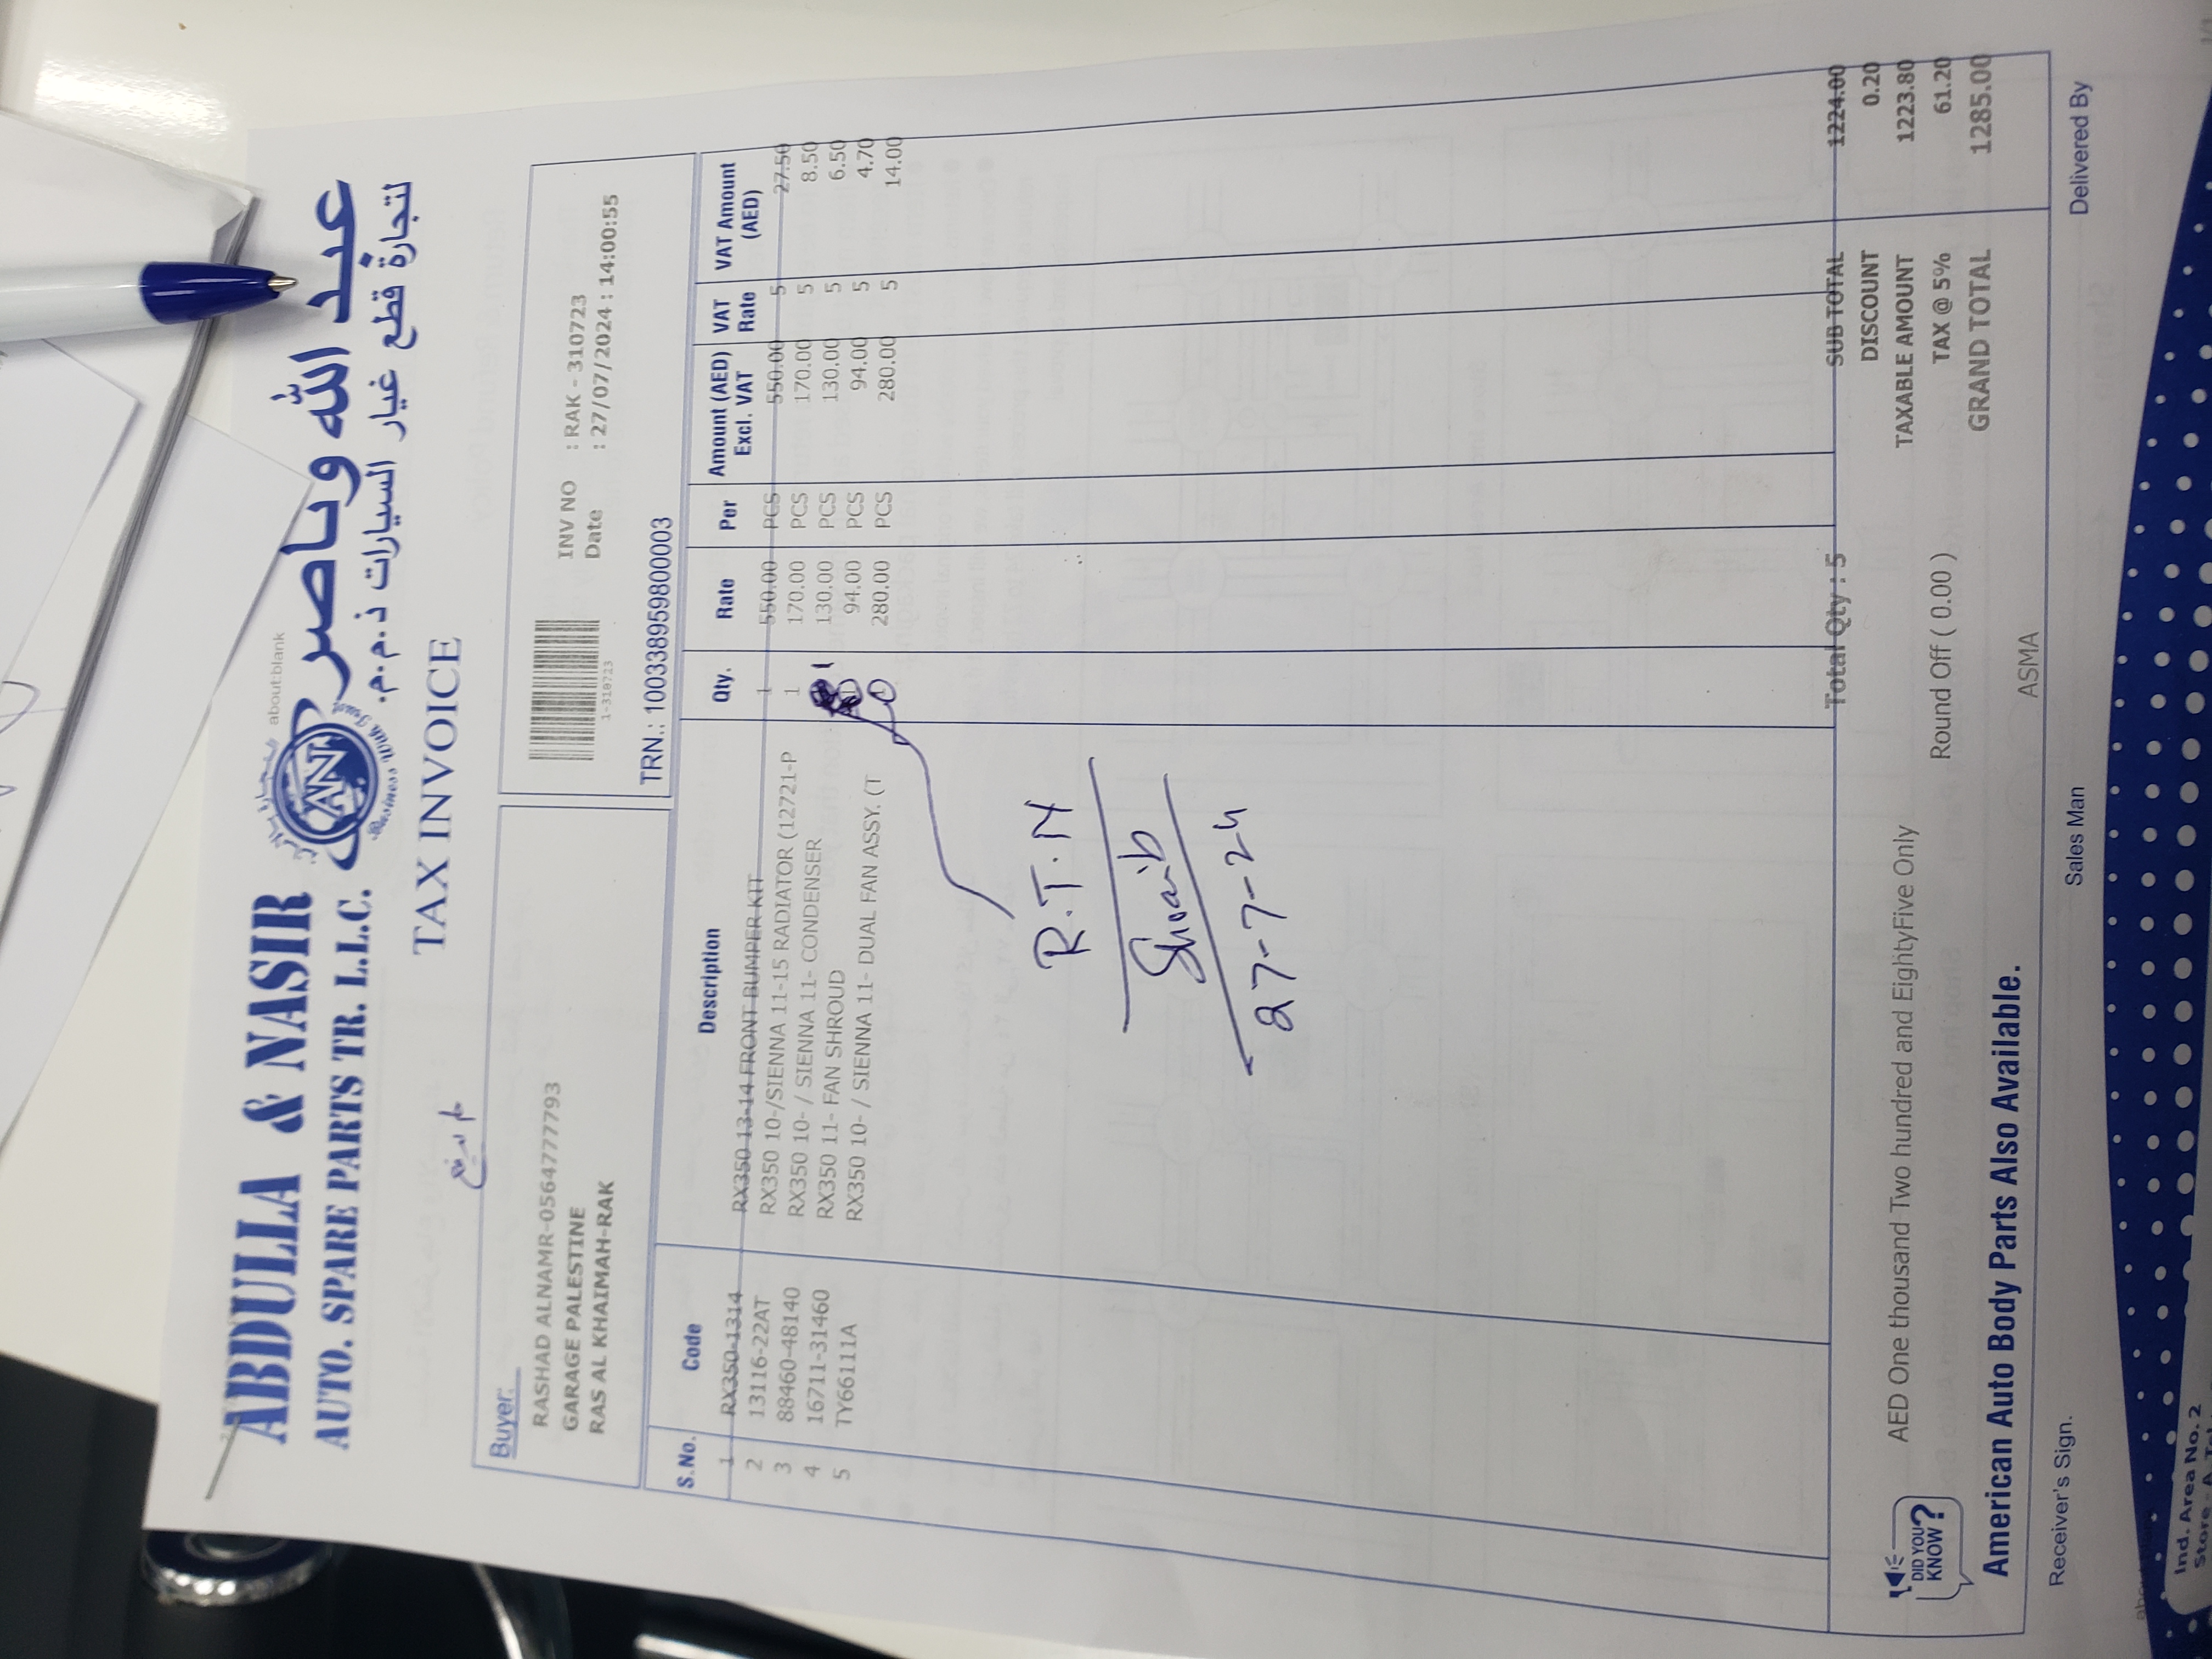 about:blank
ABDULLA & NASIR
عبد الله وناصر
AUTO. SPARE PARTS TR. L.L.C.
لتجارة قطع غيار السيارات ذ.م.م.
AN
Business With Trust
TAX INVOICE
Buyer:
RASHAD ALNAMR-0564777793
GARAGE PALESTINE
RAS AL KHAIMAH-RAK
1-310723
INV NO : RAK - 310723
Date : 27/07/2024 : 14:00:55
TRN.: 100338959800003
S.No. Code Description Qty. Rate Per Amount (AED) Excl. VAT VAT Rate VAT Amount (AED)
1 RX350-1314 RX350 13-14 FRONT BUMPER KIT 1 550.00 PCS 550.00 5 27.50
2 13116-22AT RX350 10-/SIENNA 11-15 RADIATOR (12721-P 1 170.00 PCS 170.00 5 8.50
3 88460-48140 RX350 10- / SIENNA 11- CONDENSER 1 130.00 PCS 130.00 5 6.50
4 16711-31460 RX350 11- FAN SHROUD 94.00 PCS 94.00 5 4.70
5 TY66111A RX350 10- / SIENNA 11- DUAL FAN ASSY. (T 280.00 PCS 280.00 5 14.00
R.T.N
Shoaib
27-7-24
Total Qty : 5
SUB TOTAL 1224.00
DISCOUNT 0.20
TAXABLE AMOUNT 1223.80
TAX @ 5% 61.20
GRAND TOTAL 1285.00
AED One thousand Two hundred and EightyFive Only
Round Off ( 0.00 )
DID YOU KNOW?
American Auto Body Parts Also Available.
ASMA
Receiver's Sign. Sales Man Delivered By
Ind. Area No. 2